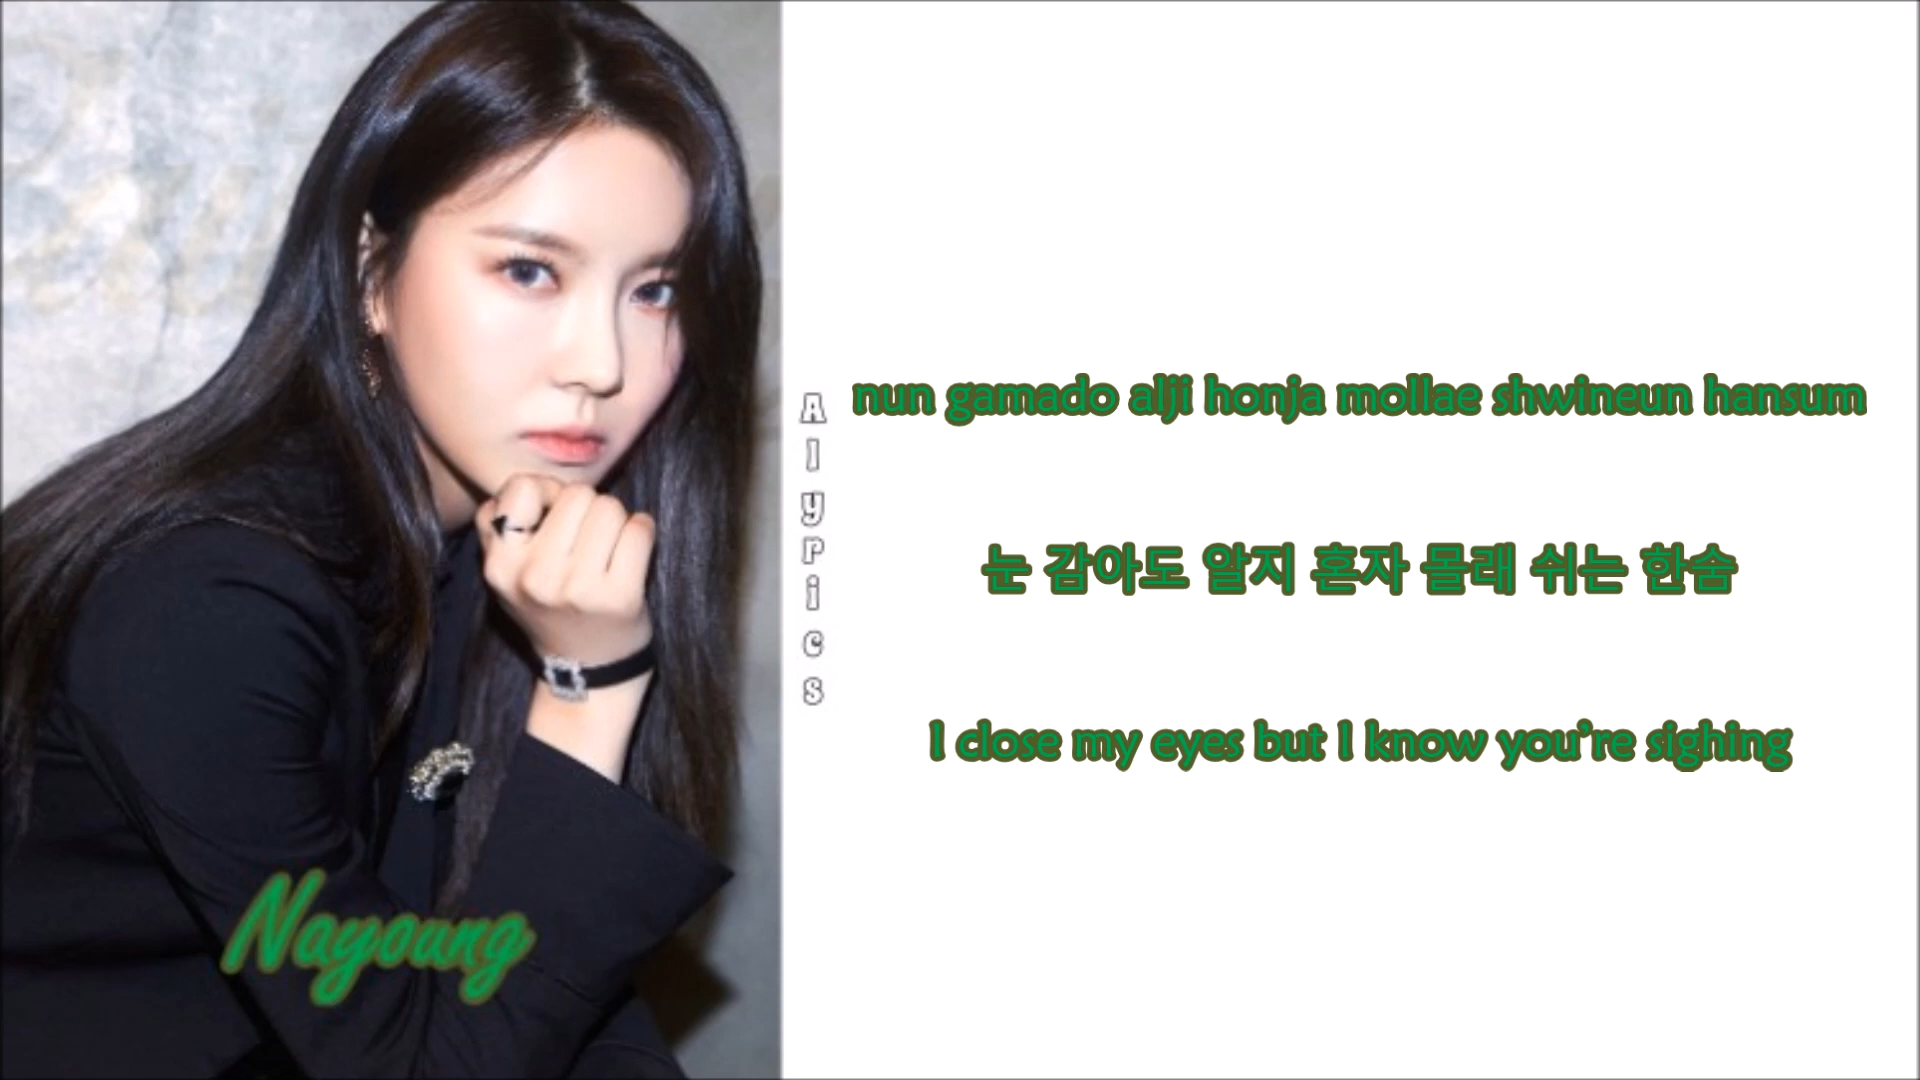 Nayoung
Alyrics
nun gamado alji honja mollae shwineun hansum
눈 감아도 알지 혼자 몰래 쉬는 한숨
I close my eyes but I know you’re sighing